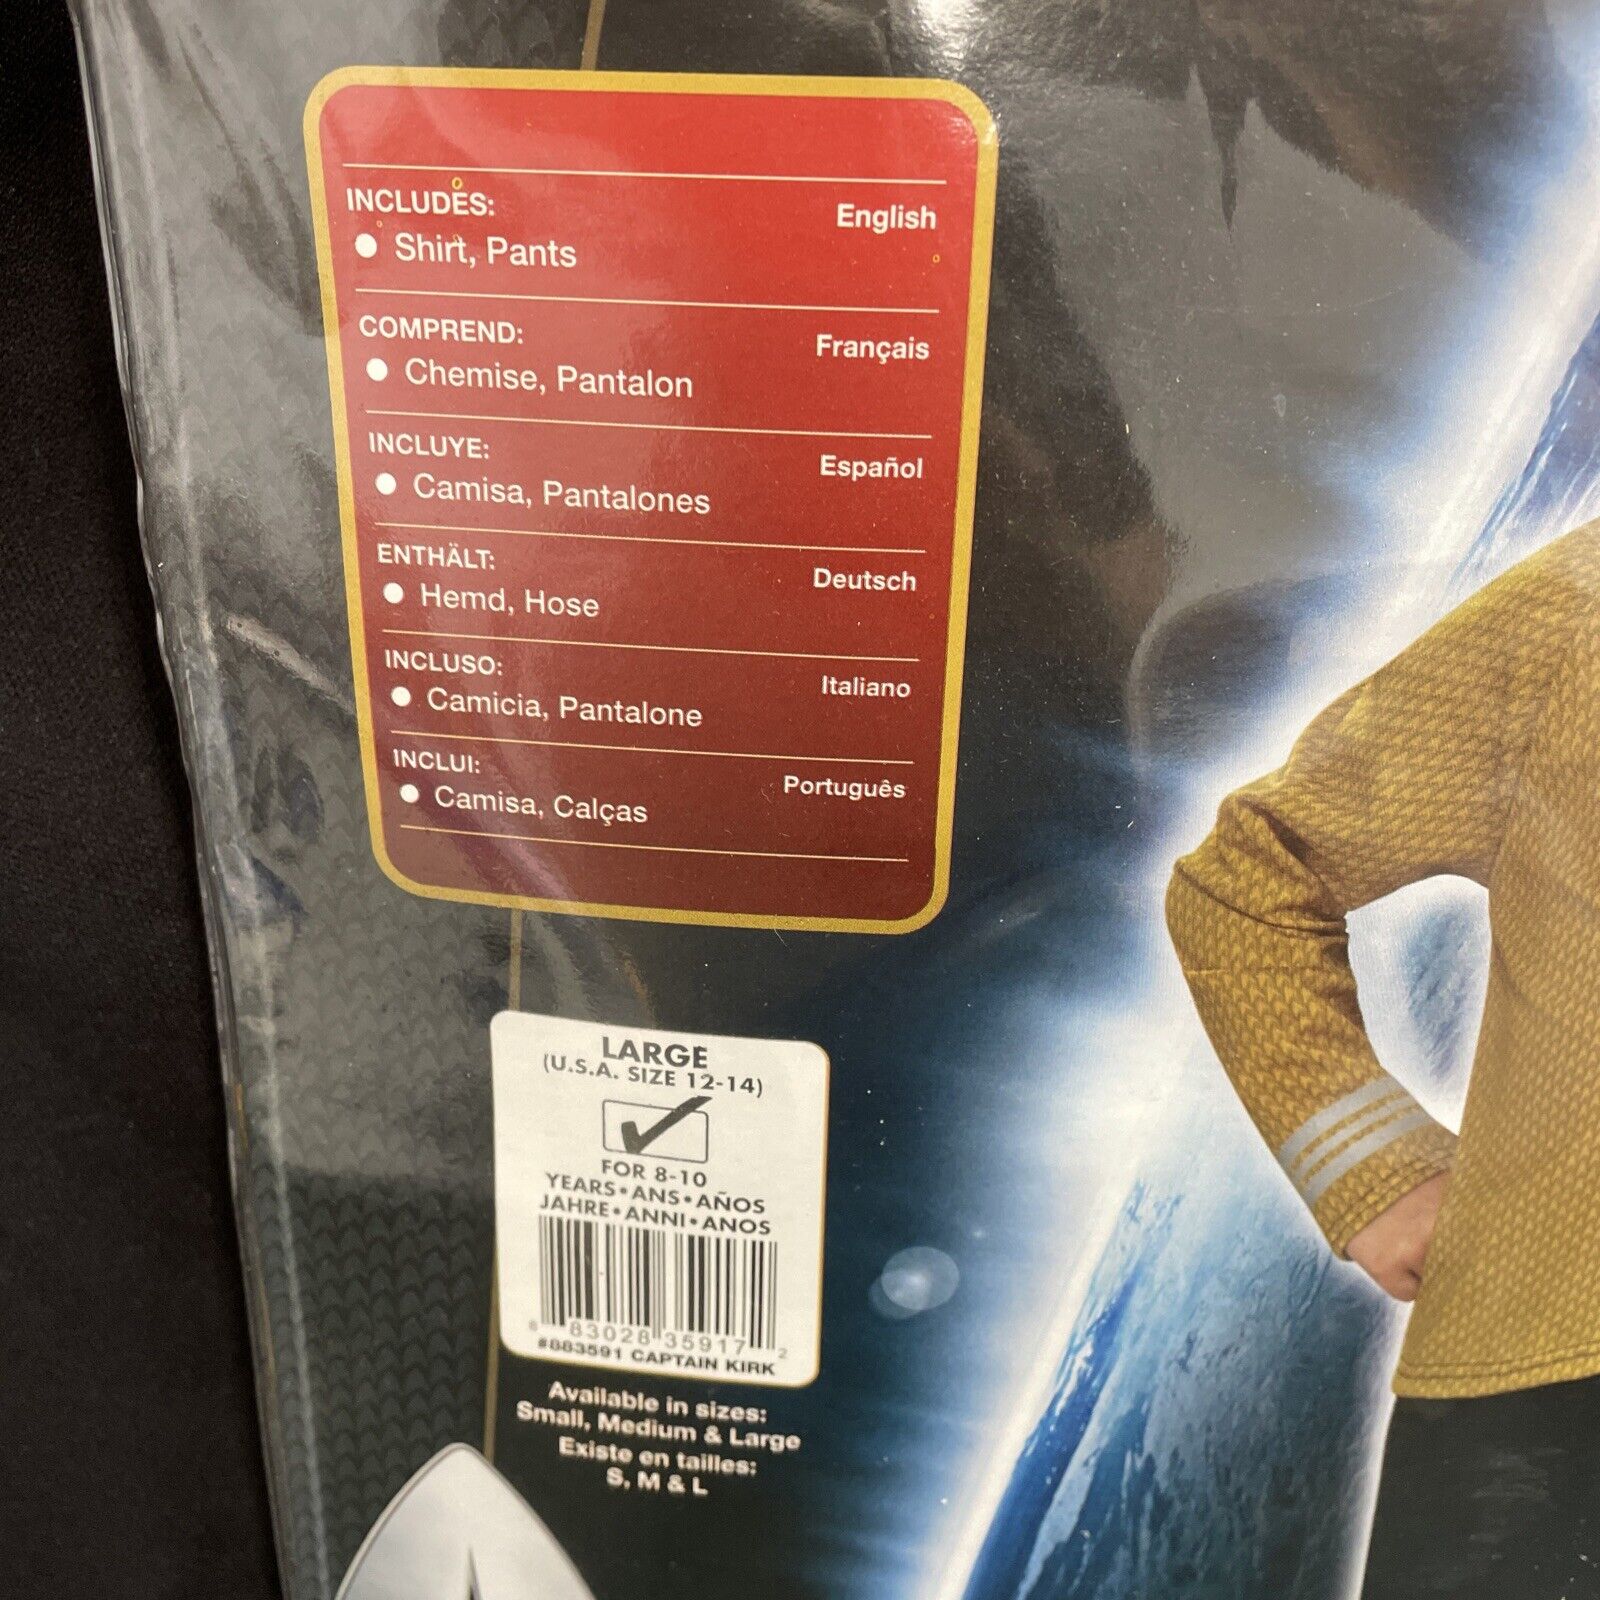 INCLUDES:
English
Shirt, Pants
COMPREND:
Français
Chemise, Pantalon
INCLUYE:
Español
Camisa, Pantalones
ENTHÄLT:
Deutsch
Hemd, Hose
INCLUSO:
Italiano
Camicia, Pantalone
INCLUI:
Português
Camisa, Calças
LARGE
(U.S.A. SIZE 12-14)
FOR 8-10
YEARS•ANS•AÑOS
JAHRE•ANNI•ANOS
8 83028 35917 2
#883591 CAPTAIN KIRK
Available in sizes:
Small, Medium & Large
Existe en tailles:
S, M & L